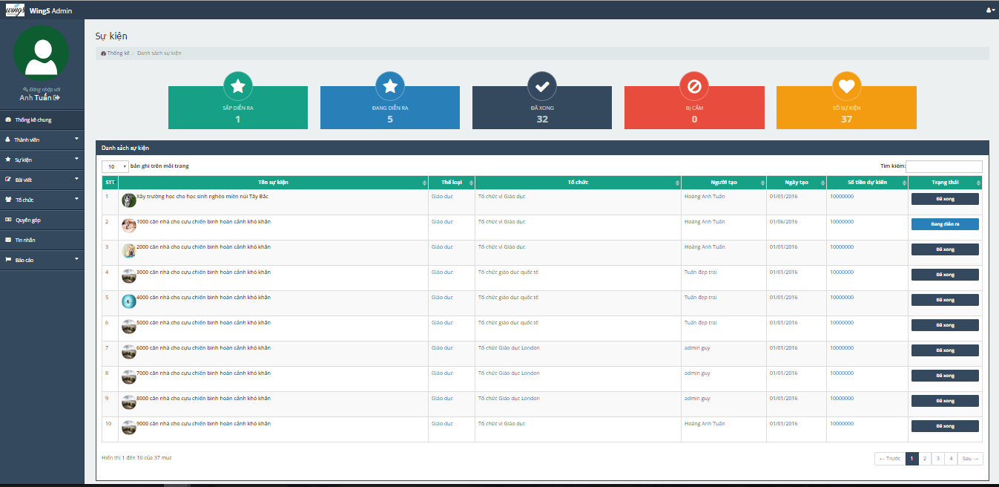 wings WingS Admin
Đăng nhập với
Anh Tuấn
Thống kê chung
Thành viên
Sự kiện
Bài viết
Tổ chức
Quyên góp
Tin nhắn
Báo cáo
Sự kiện
Thống kê / Danh sách sự kiện
SẮP DIỄN RA
1
ĐANG DIỄN RA
5
ĐÃ XONG
32
BỊ CẤM
0
SỐ SỰ KIỆN
37
Danh sách sự kiện
10 bản ghi trên mỗi trang Tìm kiếm:
STT Tên sự kiện Thể loại Tổ chức Người tạo Ngày tạo Số tiền dự kiến Trạng thái
1 Xây trường học cho học sinh nghèo miền núi Tây Bắc Giáo dục Tổ chức vì Giáo dục Hoàng Anh Tuấn 01/01/2016 10000000 Đã xong
2 1000 căn nhà cho cựu chiến binh hoàn cảnh khó khăn Giáo dục Tổ chức vì Giáo dục Hoàng Anh Tuấn 01/06/2016 10000000 Đang diễn ra
3 2000 căn nhà cho cựu chiến binh hoàn cảnh khó khăn Giáo dục Tổ chức vì Giáo dục Hoàng Anh Tuấn 01/01/2016 10000000 Đã xong
4 3000 căn nhà cho cựu chiến binh hoàn cảnh khó khăn Giáo dục Tổ chức giáo dục quốc tế Tuấn đẹp trai 01/01/2016 10000000 Đã xong
5 4000 căn nhà cho cựu chiến binh hoàn cảnh khó khăn Giáo dục Tổ chức giáo dục quốc tế Tuấn đẹp trai 01/01/2016 10000000 Đã xong
6 5000 căn nhà cho cựu chiến binh hoàn cảnh khó khăn Giáo dục Tổ chức giáo dục quốc tế Tuấn đẹp trai 01/01/2016 10000000 Đã xong
7 6000 căn nhà cho cựu chiến binh hoàn cảnh khó khăn Giáo dục Tổ chức Giáo dục London admin guy 01/01/2016 10000000 Đã xong
8 7000 căn nhà cho cựu chiến binh hoàn cảnh khó khăn Giáo dục Tổ chức Giáo dục London admin guy 01/01/2016 10000000 Đã xong
9 8000 căn nhà cho cựu chiến binh hoàn cảnh khó khăn Giáo dục Tổ chức Giáo dục London admin guy 01/01/2016 10000000 Đã xong
10 9000 căn nhà cho cựu chiến binh hoàn cảnh khó khăn Giáo dục Tổ chức vì Giáo dục Hoàng Anh Tuấn 01/01/2016 10000000 Đã xong
Hiển thị 1 đến 10 của 37 mục ← Trước 1 2 3 4 Sau →